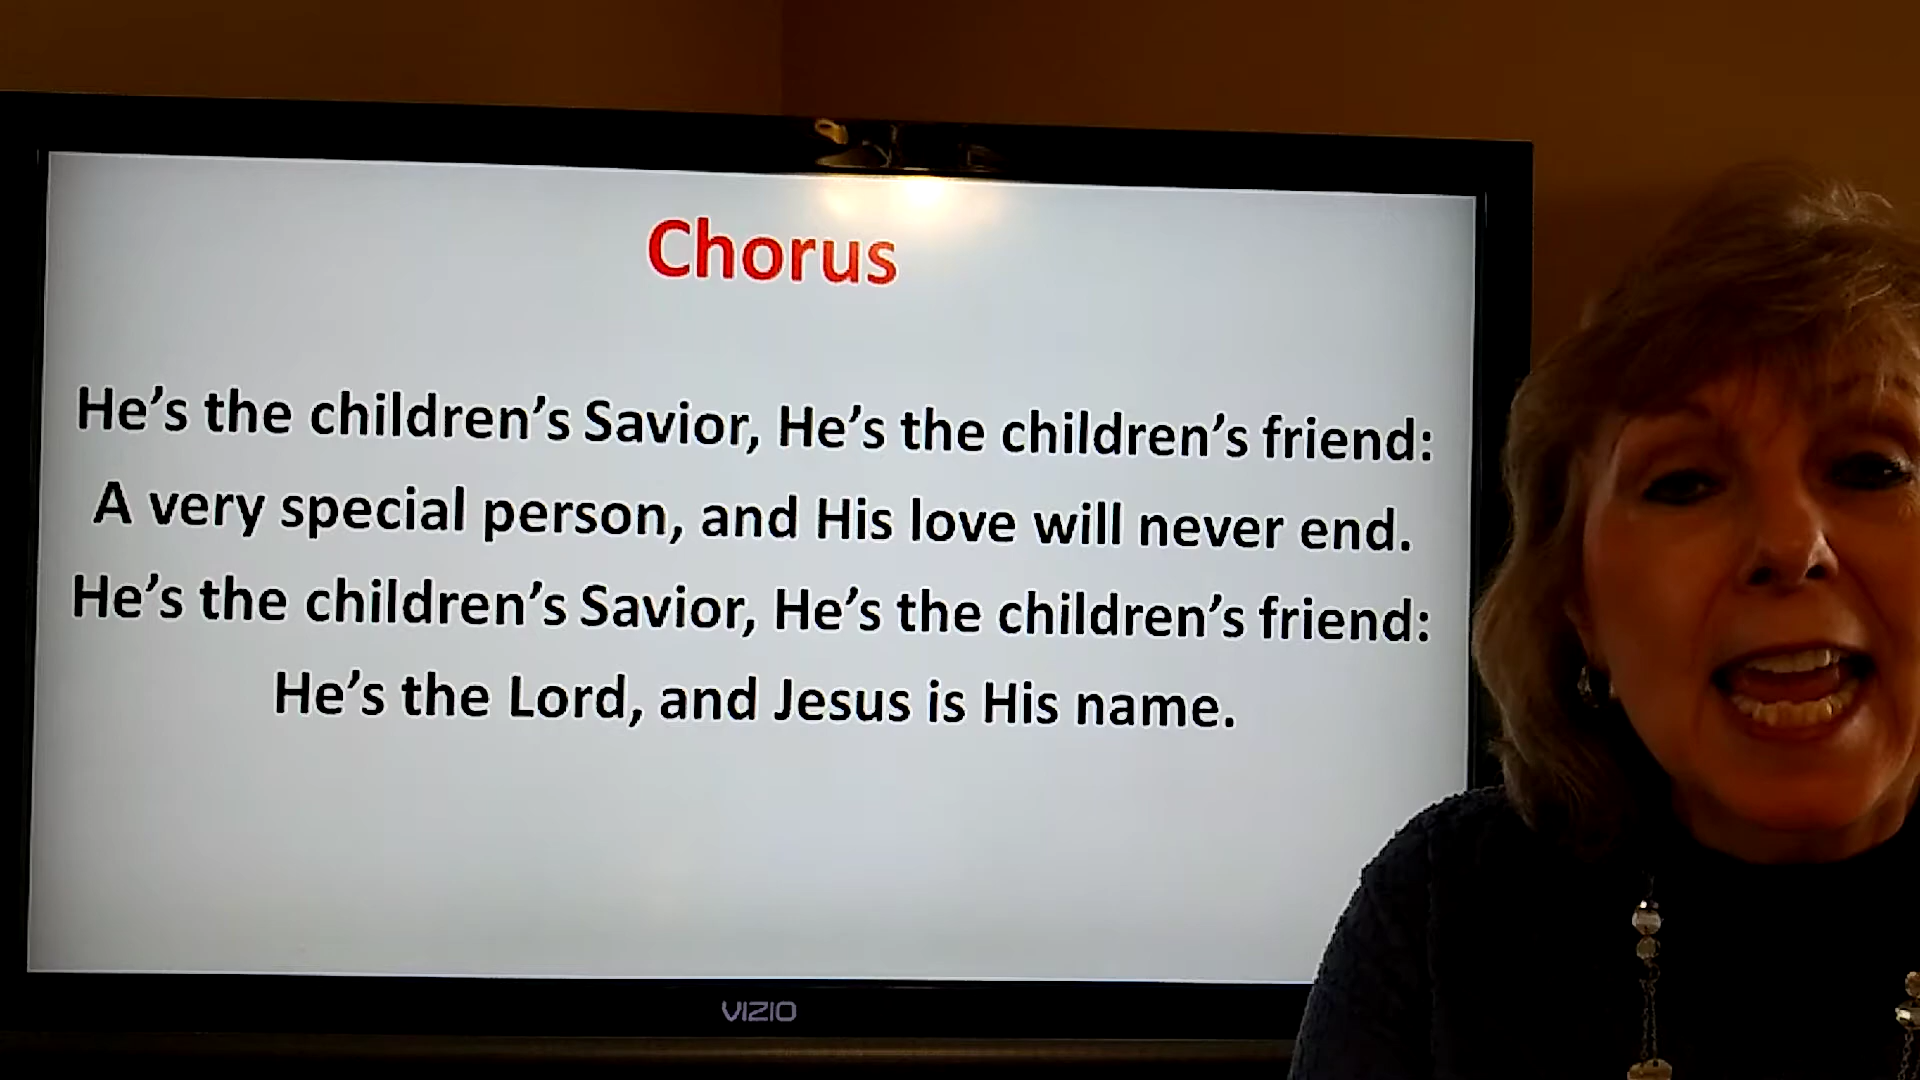 Chorus
He's the children's Savior, He's the children's friend:
A very special person, and His love will never end.
He's the children's Savior, He's the children's friend:
He's the Lord, and Jesus is His name.
VIZIO